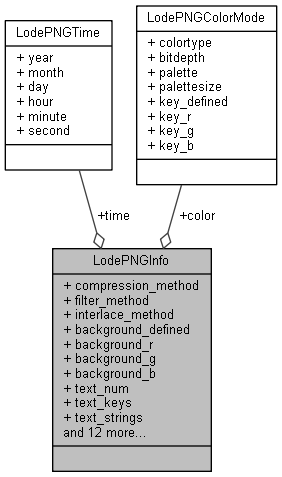 LodePNGTime
+ year
+ month
+ day
+ hour
+ minute
+ second
LodePNGColorMode
+ colortype
+ bitdepth
+ palette
+ palettesize
+ key_defined
+ key_r
+ key_g
+ key_b
+time
+color
LodePNGInfo
+ compression_method
+ filter_method
+ interlace_method
+ background_defined
+ background_r
+ background_g
+ background_b
+ text_num
+ text_keys
+ text_strings
and 12 more...